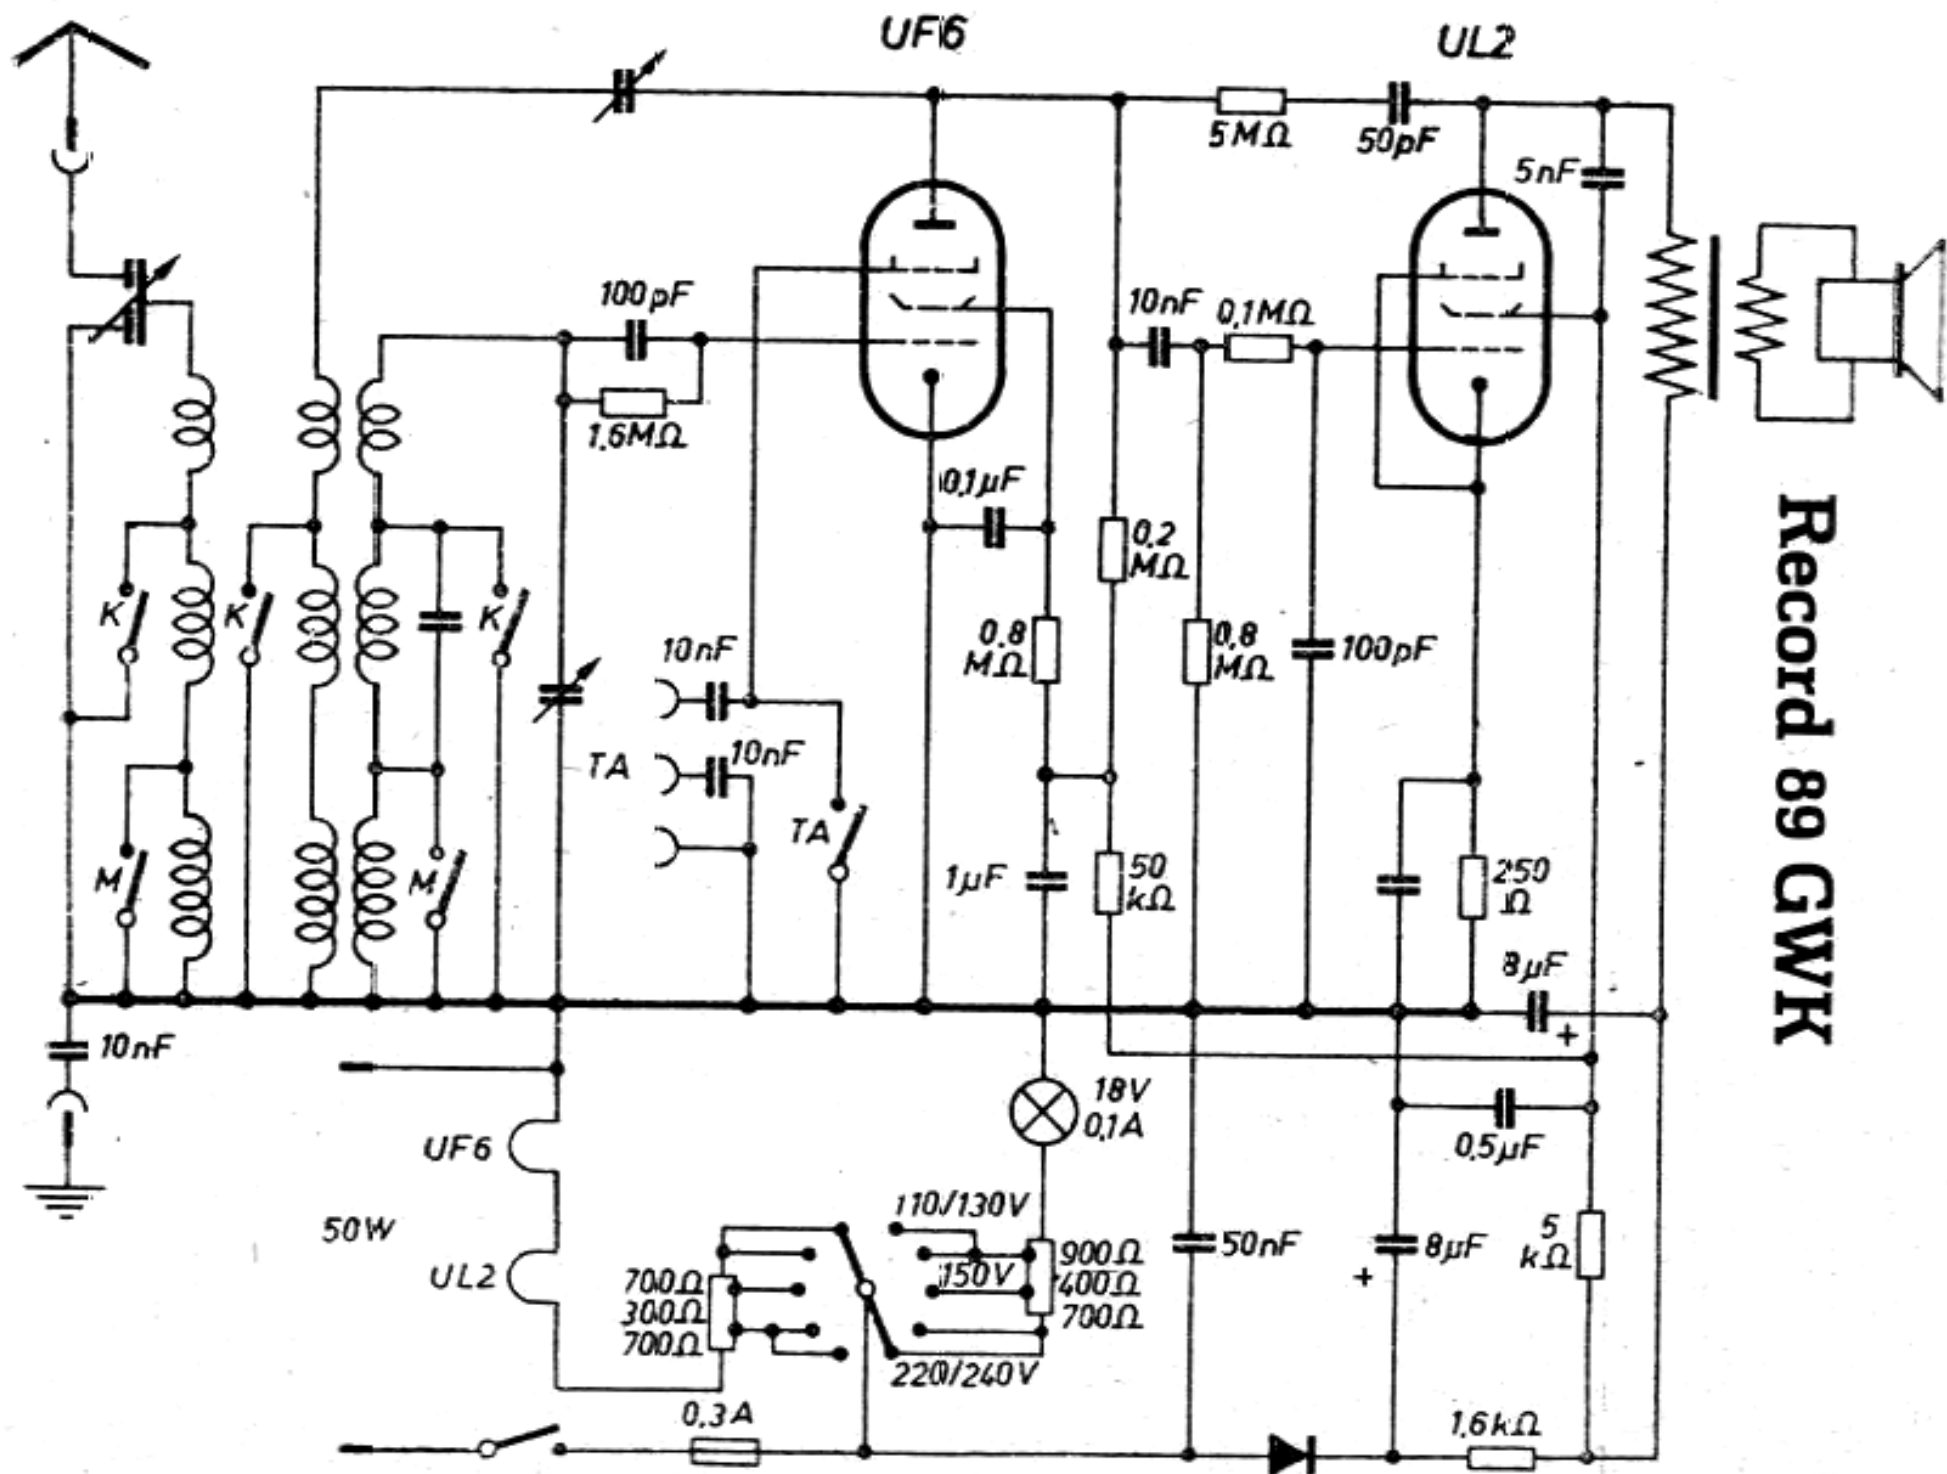 UF6
UL2
5MΩ
50pF
5nF
100pF
10nF
0,1MΩ
1,6MΩ
0,1µF
0,2
MΩ
K
K
K
10nF
0,8
MΩ
0,8
MΩ
100pF
TA
10nF
TA
M
M
1µF
50
kΩ
250
Ω
8µF
+
10nF
18V
0,1A
0,5µF
UF6
50W
110/130V
UL2
700Ω
300Ω
700Ω
150V
900Ω
400Ω
700Ω
50nF
8µF
+
5
kΩ
220/240V
0,3A
1,6kΩ
Record 89 GWK